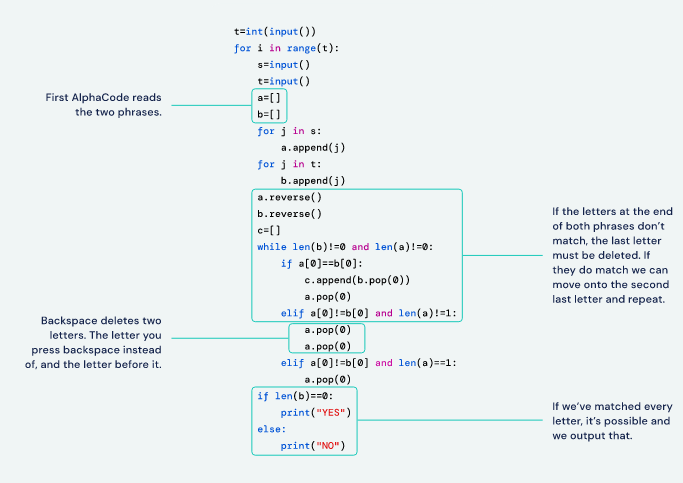 t=int(input())
for i in range(t):
    s=input()
    t=input()
    a=[]
    b=[]
    for j in s:
        a.append(j)
    for j in t:
        b.append(j)
    a.reverse()
    b.reverse()
    c=[]
    while len(b)!=0 and len(a)!=0:
        if a[0]==b[0]:
            c.append(b.pop(0))
            a.pop(0)
        elif a[0]!=b[0] and len(a)!=1:
            a.pop(0)
            a.pop(0)
        elif a[0]!=b[0] and len(a)==1:
            a.pop(0)
    if len(b)==0:
        print("YES")
    else:
        print("NO")
First AlphaCode reads
the two phrases.
Backspace deletes two
letters. The letter you
press backspace instead
of, and the letter before it.
If the letters at the end
of both phrases don't
match, the last letter
must be deleted. If
they do match we can
move onto the second
last letter and repeat.
If we've matched every
letter, it's possible and
we output that.